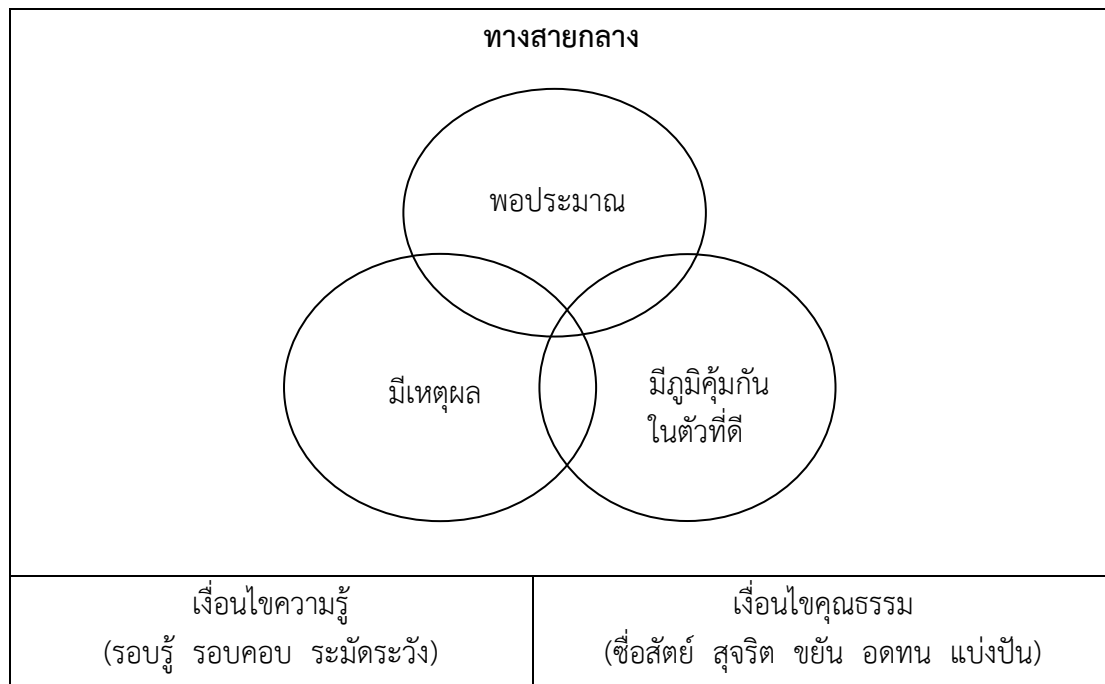 ทางสายกลาง
พอประมาณ
มีเหตุผล
มีภูมิคุ้มกัน
ในตัวที่ดี
เงื่อนไขความรู้
(รอบรู้ รอบคอบ ระมัดระวัง)
เงื่อนไขคุณธรรม
(ซื่อสัตย์ สุจริต ขยัน อดทน แบ่งปัน)